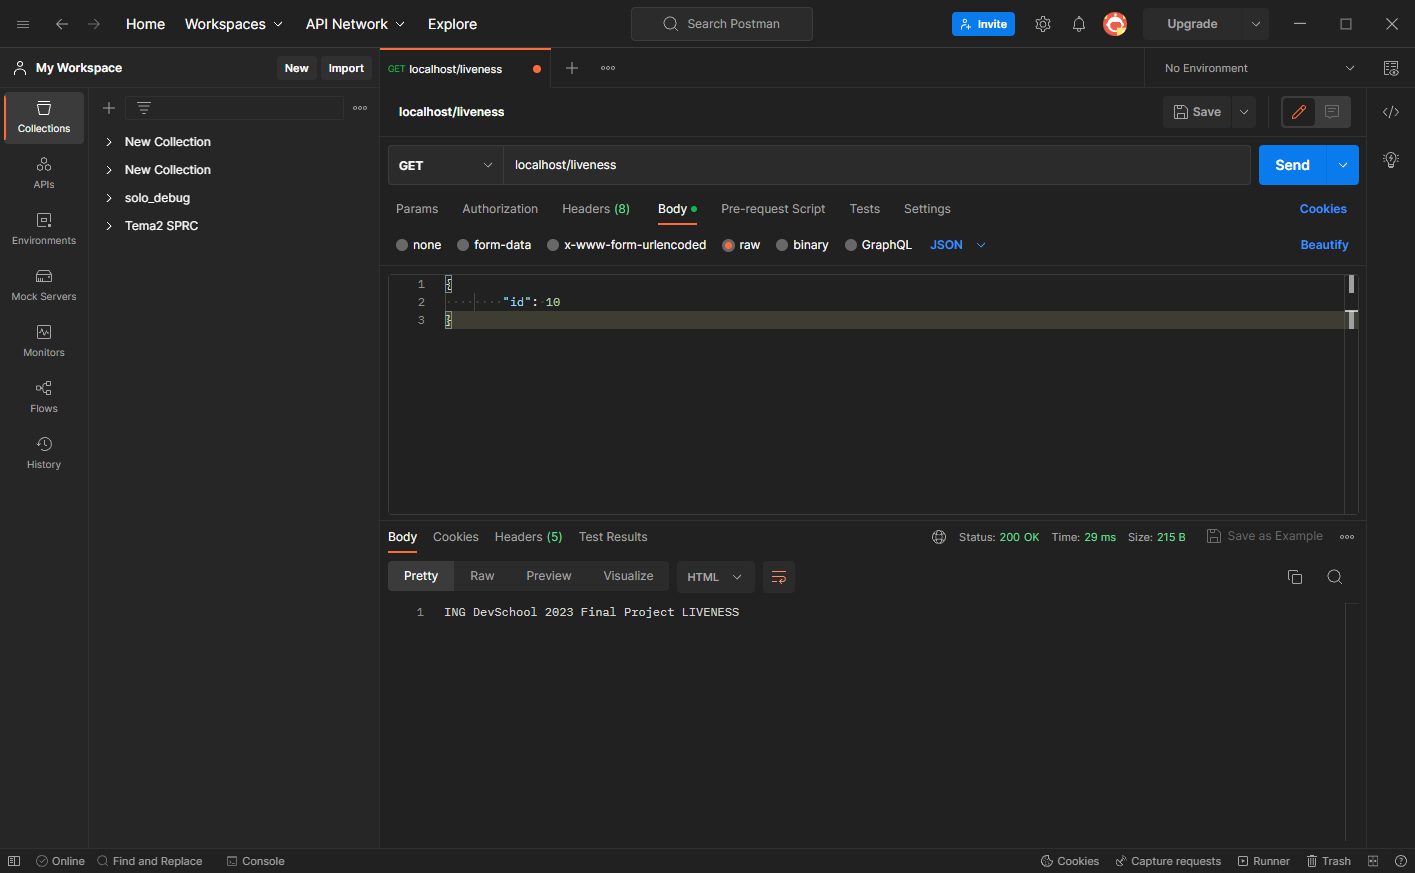 Home Workspaces API Network Explore Search Postman Invite Upgrade
My Workspace New Import GET localhost/liveness No Environment
Collections
APIs
Environments
Mock Servers
Monitors
Flows
History
New Collection
New Collection
solo_debug
Tema2 SPRC
localhost/liveness Save
GET localhost/liveness Send
Params Authorization Headers (8) Body Pre-request Script Tests Settings Cookies
none form-data x-www-form-urlencoded raw binary GraphQL JSON Beautify
1 {
2 "id": 10
3 }
Body Cookies Headers (5) Test Results Status: 200 OK Time: 29 ms Size: 215 B Save as Example
Pretty Raw Preview Visualize HTML
1 ING DevSchool 2023 Final Project LIVENESS
Online Find and Replace Console Cookies Capture requests Runner Trash